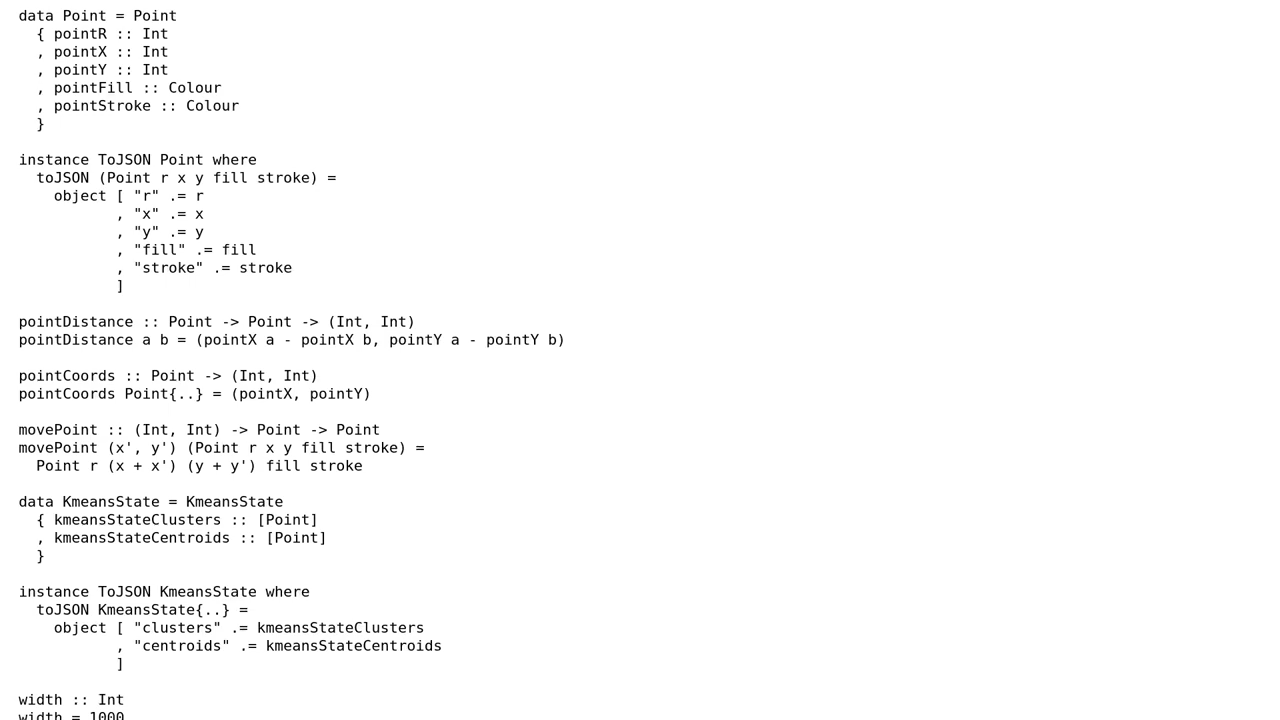 data Point = Point
  { pointR :: Int
  , pointX :: Int
  , pointY :: Int
  , pointFill :: Colour
  , pointStroke :: Colour
  }

instance ToJSON Point where
  toJSON (Point r x y fill stroke) =
    object [ "r" .= r
           , "x" .= x
           , "y" .= y
           , "fill" .= fill
           , "stroke" .= stroke
           ]

pointDistance :: Point -> Point -> (Int, Int)
pointDistance a b = (pointX a - pointX b, pointY a - pointY b)

pointCoords :: Point -> (Int, Int)
pointCoords Point{..} = (pointX, pointY)

movePoint :: (Int, Int) -> Point -> Point
movePoint (x', y') (Point r x y fill stroke) =
  Point r (x + x') (y + y') fill stroke

data KmeansState = KmeansState
  { kmeansStateClusters :: [Point]
  , kmeansStateCentroids :: [Point]
  }

instance ToJSON KmeansState where
  toJSON KmeansState{..} =
    object [ "clusters" .= kmeansStateClusters
           , "centroids" .= kmeansStateCentroids
           ]

width :: Int
width = 1000